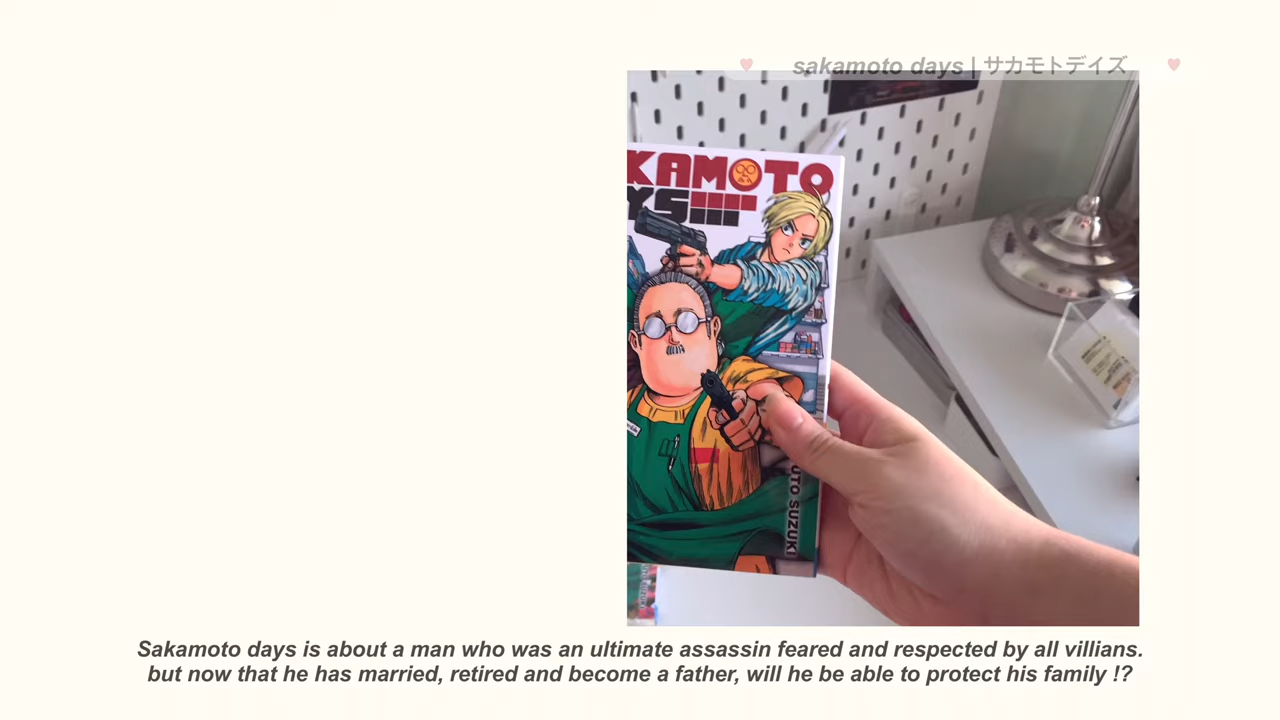 sakamoto days | サカモトデイズ
KAMOTO
YS
UTO SUZUKI
Sakamoto days is about a man who was an ultimate assassin feared and respected by all villians.
but now that he has married, retired and become a father, will he be able to protect his family !?